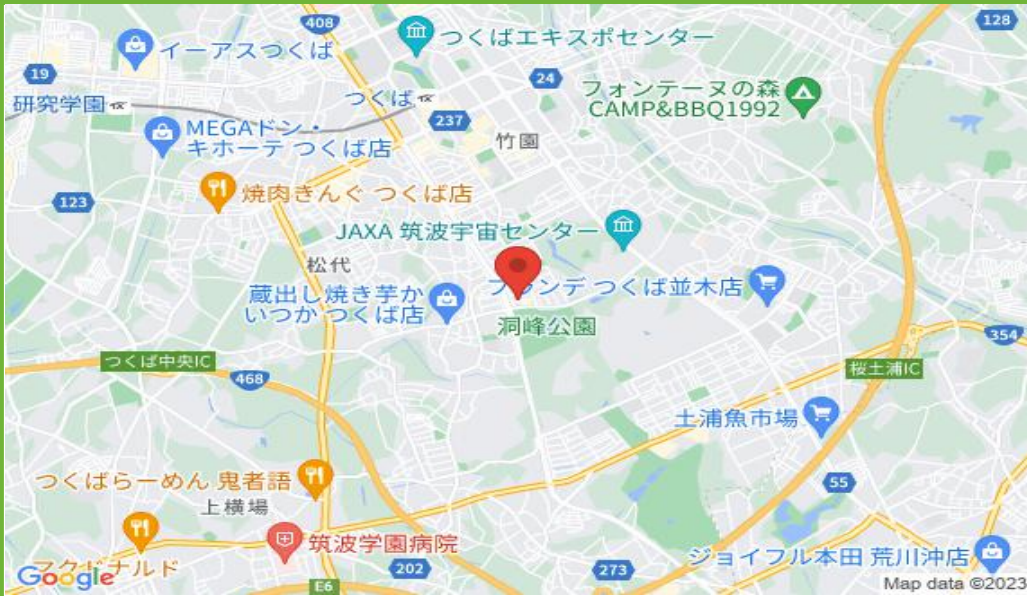 408
128
つくばエキスポセンター
イーアスつくば
19
24
フォンテーヌの森
CAMP&BBQ1992
研究学園
つくば
237
MEGAドン・
キホーテ つくば店
竹園
焼肉きんぐ つくば店
123
JAXA 筑波宇宙センター
松代
蔵出し焼き芋か
いつか つくば店
フランデ つくば並木店
洞峰公園
354
つくば中央IC
468
桜土浦IC
土浦魚市場
つくばらーめん 鬼者語
55
上横場
筑波学園病院
マクドナルド
202
273
ジョイフル本田 荒川沖店
E6
Google
Map data ©2023